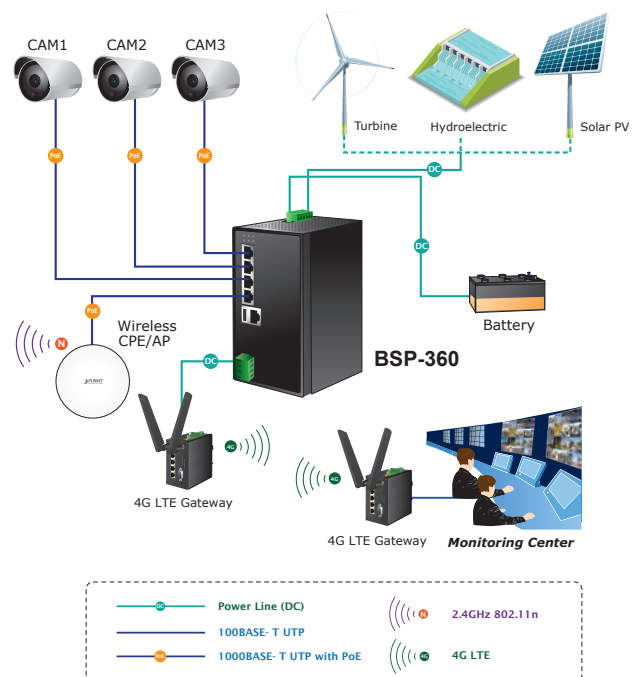 CAM1
CAM2
CAM3
PoE
PoE
PoE
Turbine
Hydroelectric
Solar PV
DC
DC
Battery
BSP-360
PoE
N
Wireless
CPE/AP
PLANET
DC
4G
4G LTE Gateway
4G
4G LTE Gateway
Monitoring Center
DC
Power Line (DC)
N
2.4GHz 802.11n
100BASE- T UTP
PoE
1000BASE- T UTP with PoE
4G
4G LTE